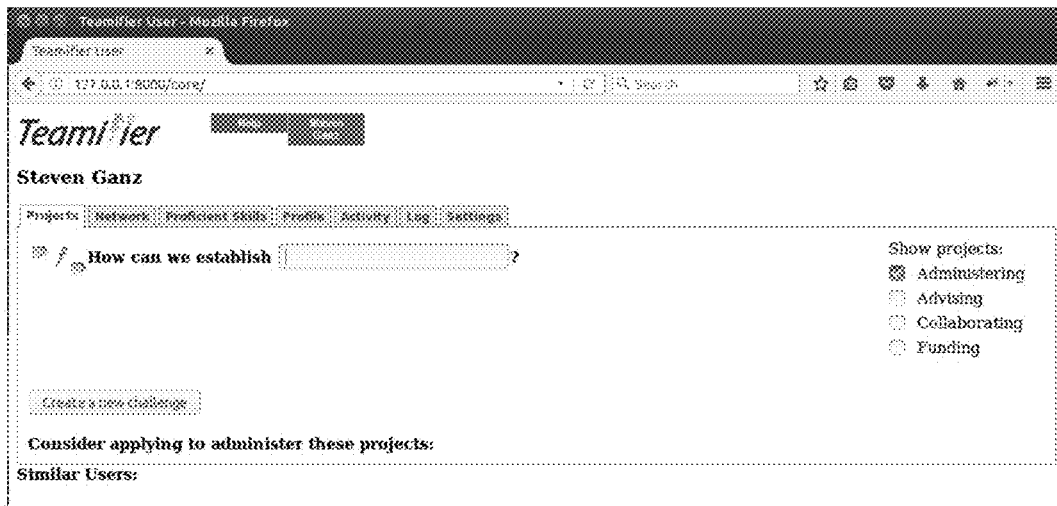 Teamifier User - Mozilla Firefox
Teamifier User
127.0.0.1:8000/core/
Search
Teamifier
Steven Ganz
Projects Network Proficient Skills Profile Activity Log Settings
How can we establish ?
Show projects:
Administering
Advising
Collaborating
Funding
Create a new challenge
Consider applying to administer these projects:
Similar Users: